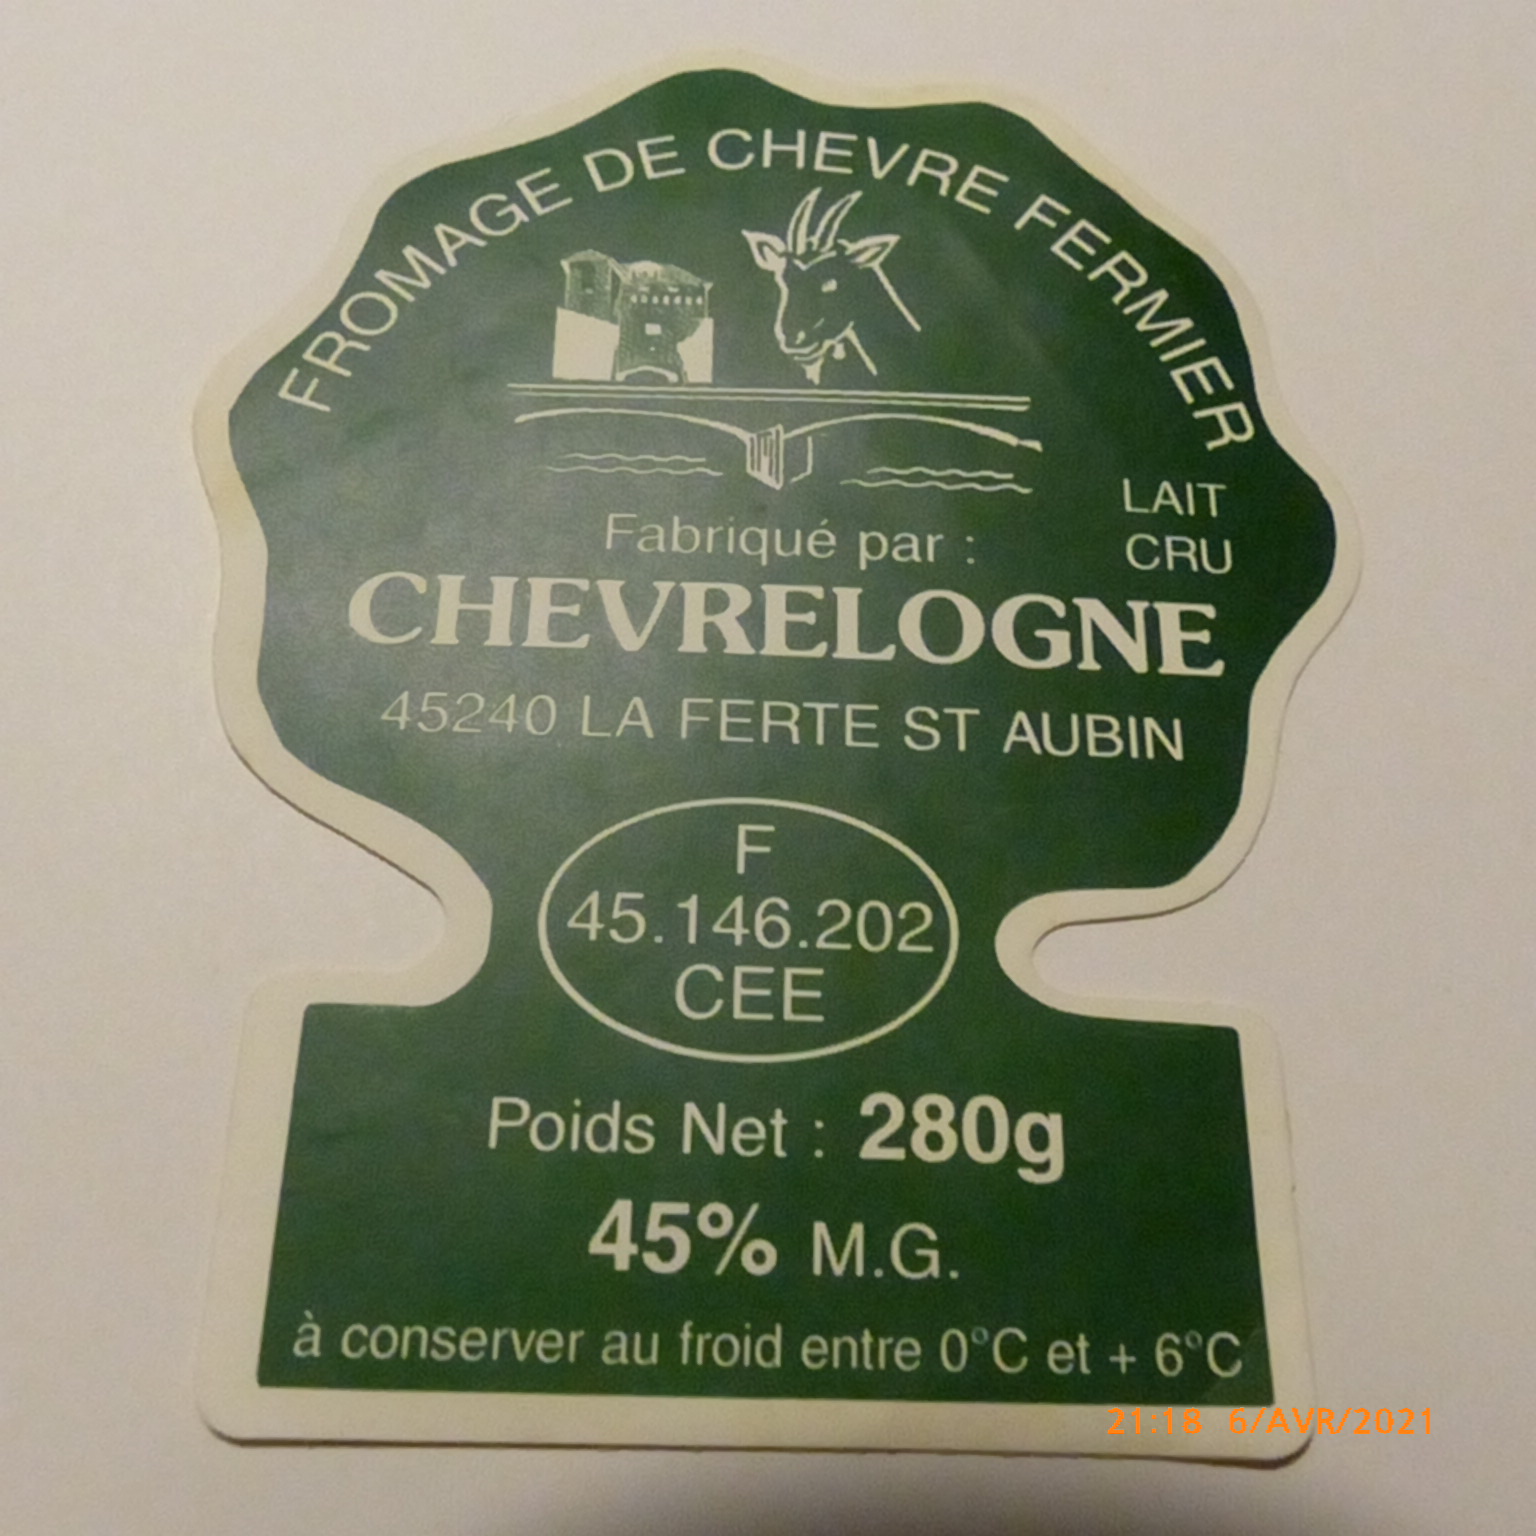 FROMAGE DE CHEVRE FERMIER
LAIT
CRU
Fabriqué par :
CHEVRELOGNE
45240 LA FERTE ST AUBIN
F
45.146.202
CEE
Poids Net : 280g
45% M.G.
à conserver au froid entre 0°C et + 6°C
21:18 6/AVR/2021